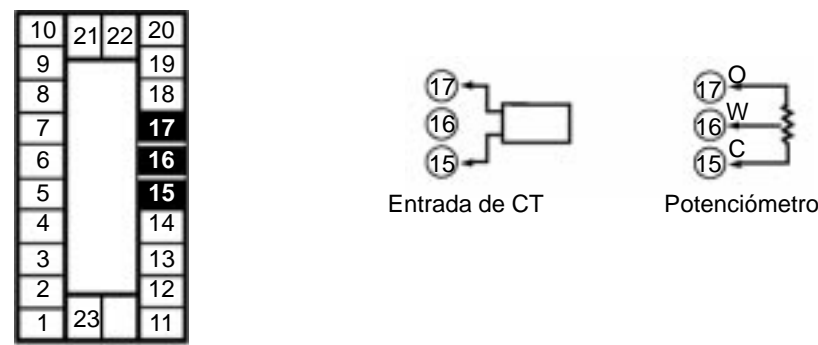 10 21 22 20
9 19
8 18
7 17
6 16
5 15
4 14
3 13
2 12
1 23 11
17
16
15
Entrada de CT
17 O
16 W
15 C
Potenciómetro